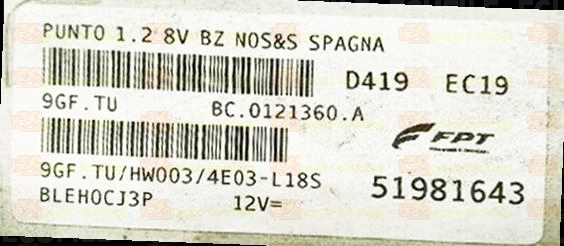 PUNTO 1.2 8V BZ NOS&S SPAGNA
D419 EC19
9GF.TU BC.0121360.A
FPT
9GF.TU/HW003/4E03-L18S
51981643
BLEHOCJ3P 12V=